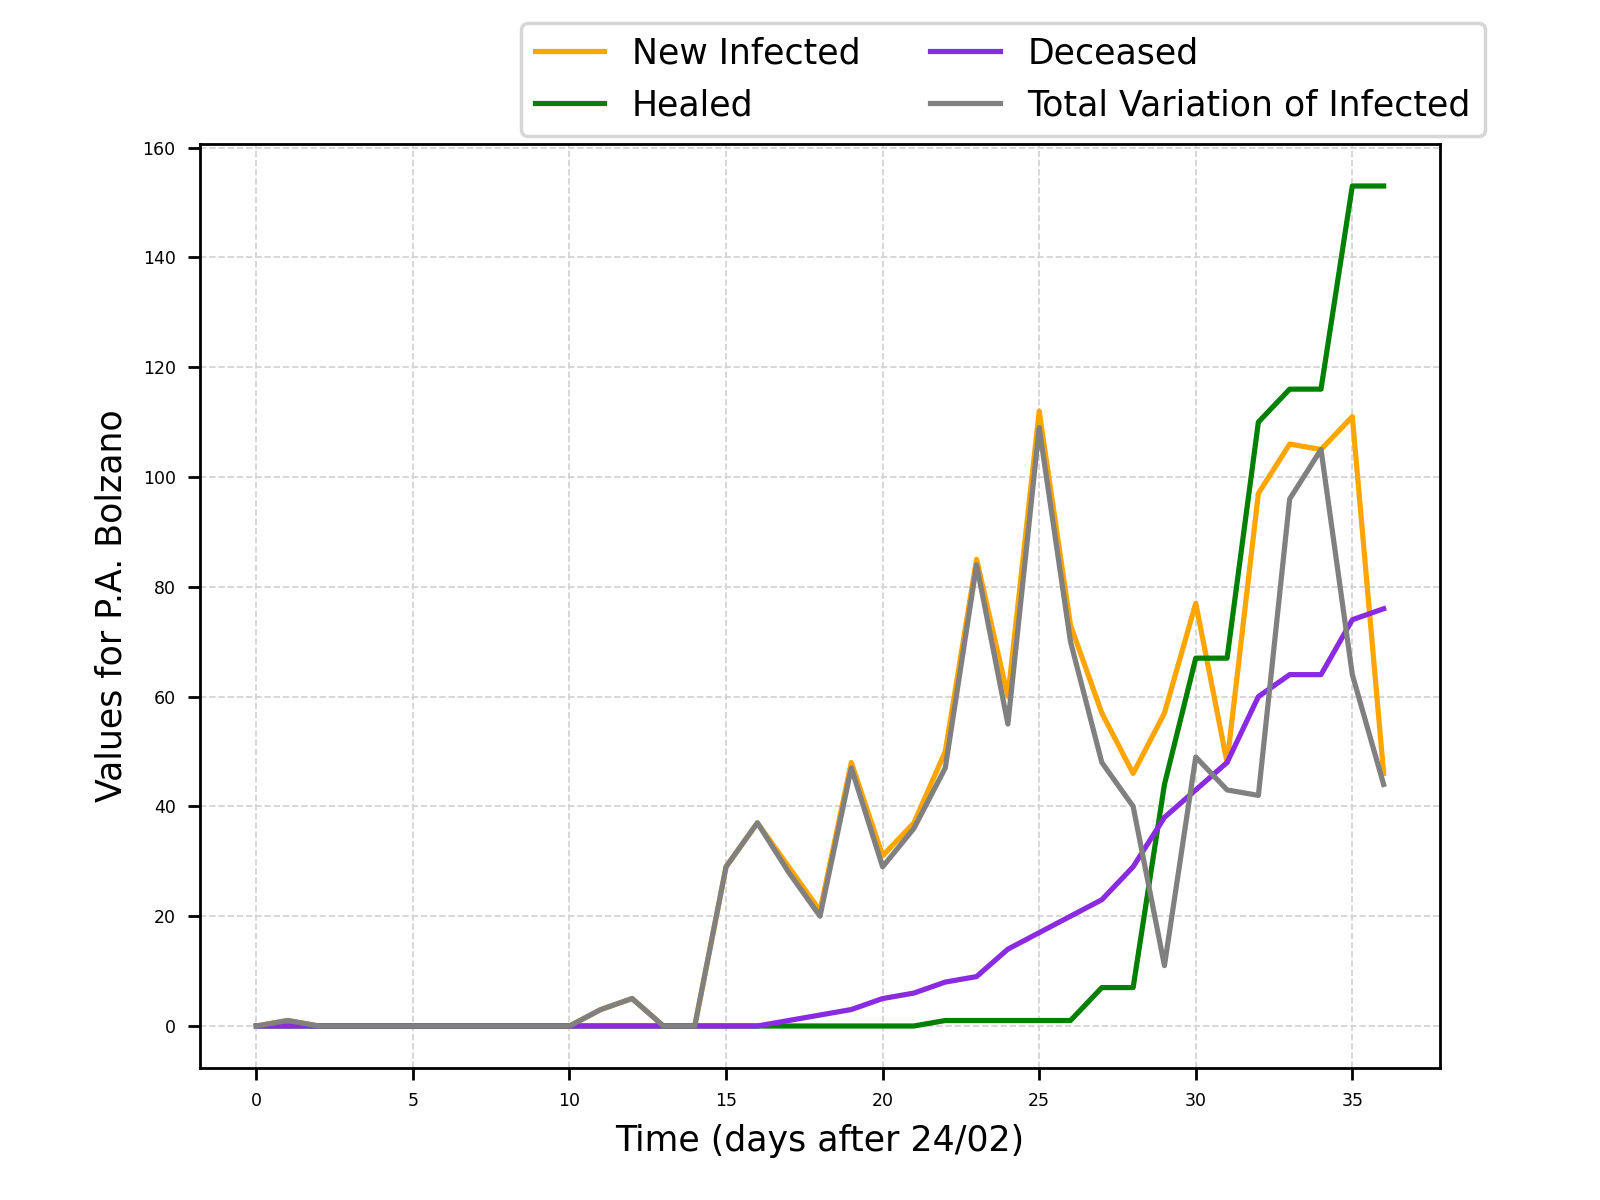 New Infected
Healed
Deceased
Total Variation of Infected
160
140
120
100
80
60
40
20
0
Values for P.A. Bolzano
0 5 10 15 20 25 30 35
Time (days after 24/02)